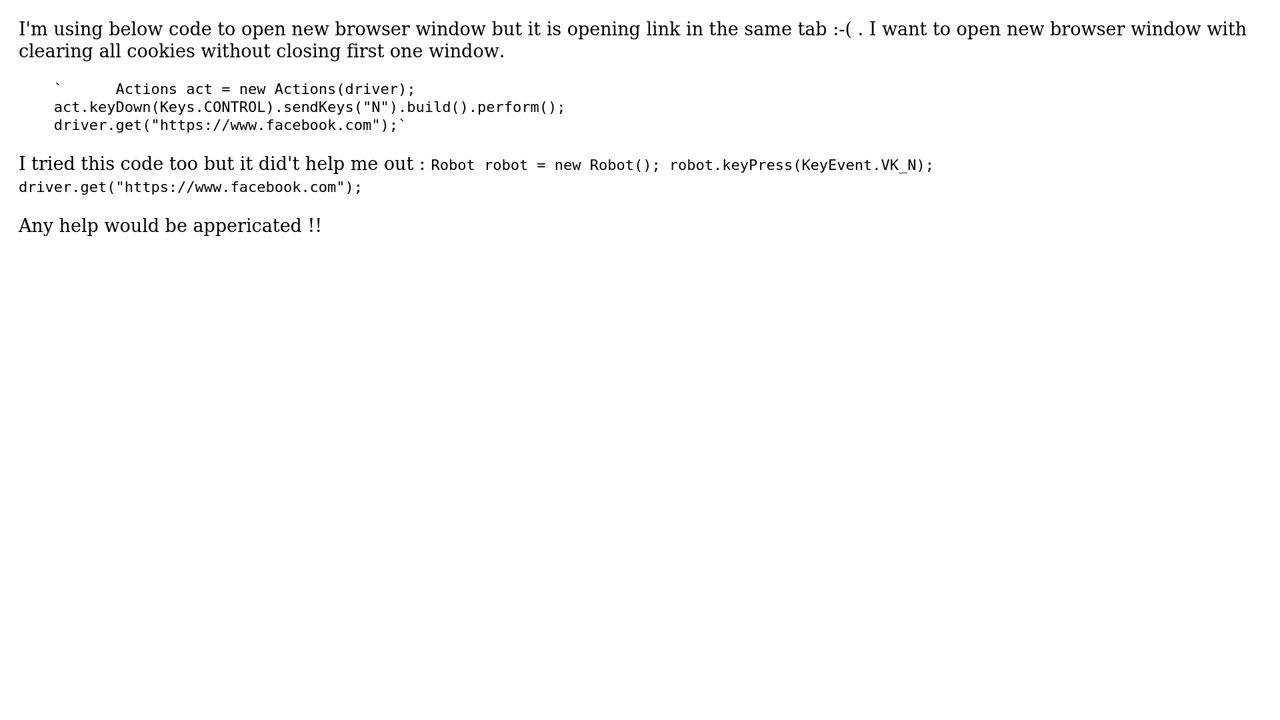 I'm using below code to open new browser window but it is opening link in the same tab :-( . I want to open new browser window with
clearing all cookies without closing first one window.
`      Actions act = new Actions(driver);
act.keyDown(Keys.CONTROL).sendKeys("N").build().perform();
driver.get("https://www.facebook.com");`
I tried this code too but it did't help me out : Robot robot = new Robot(); robot.keyPress(KeyEvent.VK_N);
driver.get("https://www.facebook.com");
Any help would be appericated !!